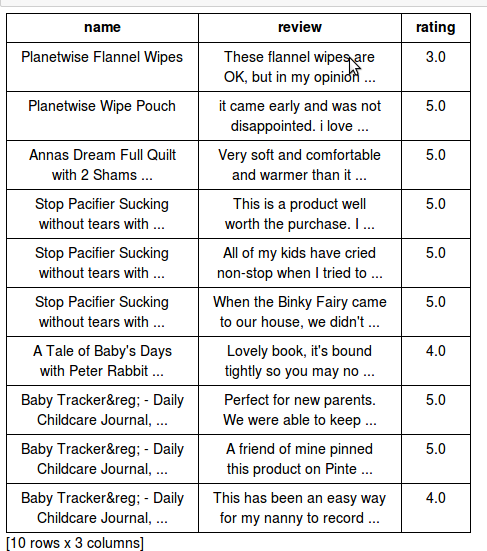 name review rating
Planetwise Flannel Wipes These flannel wipes are 3.0
OK, but in my opinion ...
Planetwise Wipe Pouch it came early and was not 5.0
disappointed. i love ...
Annas Dream Full Quilt Very soft and comfortable 5.0
with 2 Shams ... and warmer than it ...
Stop Pacifier Sucking This is a product well 5.0
without tears with ... worth the purchase. I ...
Stop Pacifier Sucking All of my kids have cried 5.0
without tears with ... non-stop when I tried to ...
Stop Pacifier Sucking When the Binky Fairy came 5.0
without tears with ... to our house, we didn't ...
A Tale of Baby's Days Lovely book, it's bound 4.0
with Peter Rabbit ... tightly so you may no ...
Baby Tracker&reg; - Daily Perfect for new parents. 5.0
Childcare Journal, ... We were able to keep ...
Baby Tracker&reg; - Daily A friend of mine pinned 5.0
Childcare Journal, ... this product on Pinte ...
Baby Tracker&reg; - Daily This has been an easy way 4.0
Childcare Journal, ... for my nanny to record ...
[10 rows x 3 columns]